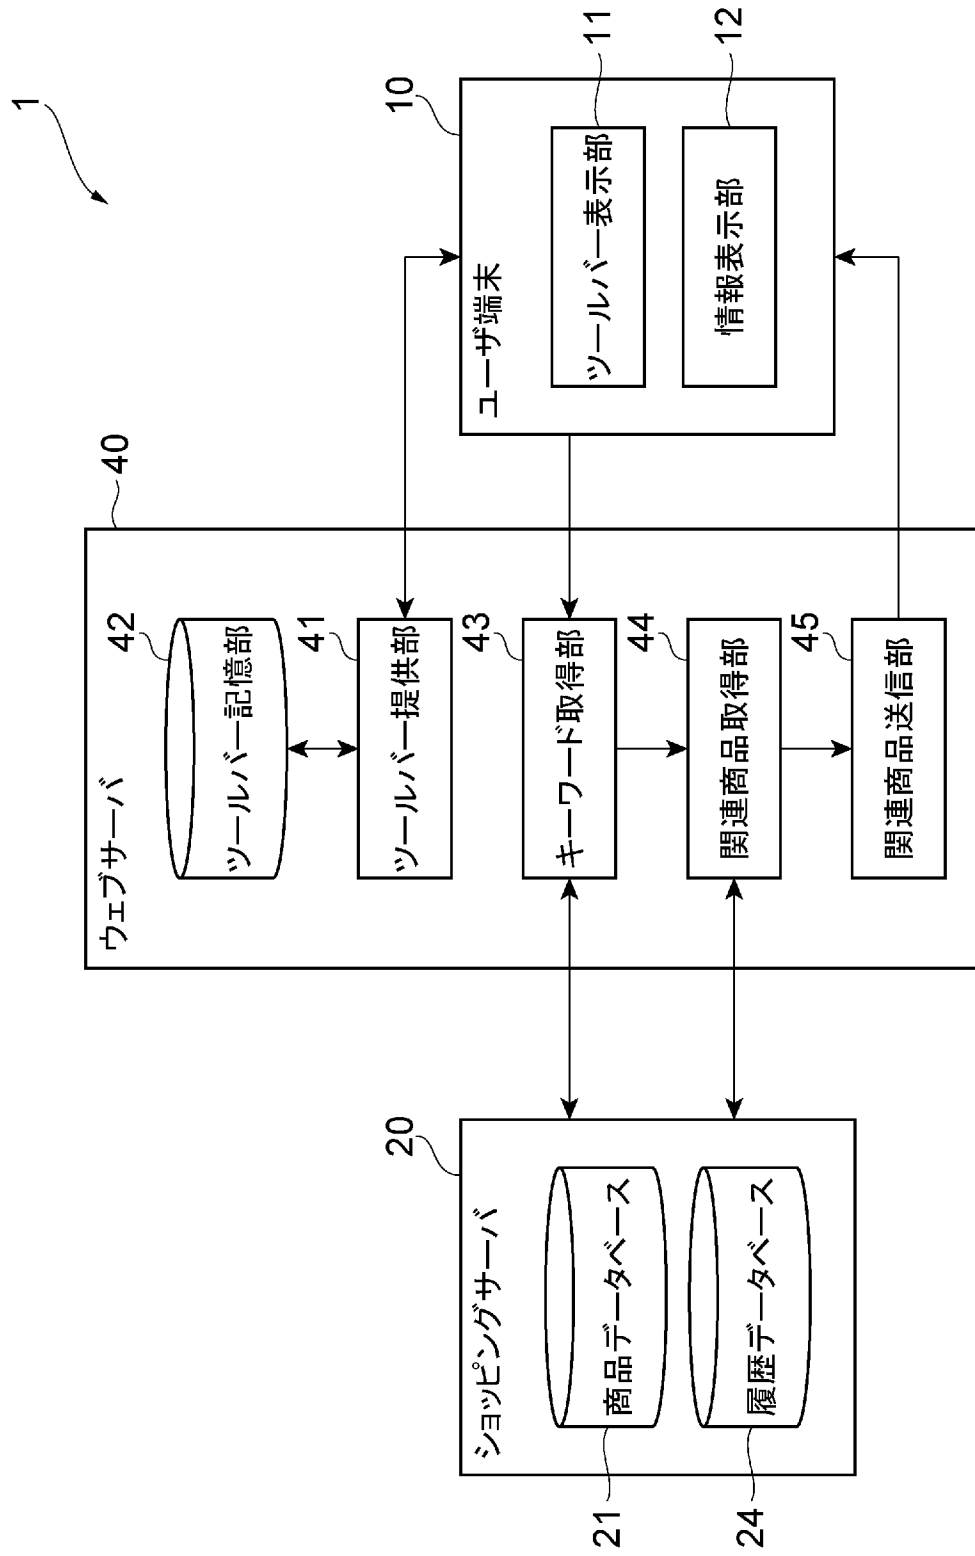 1
ショッピングサーバ
20
商品データベース
21
履歴データベース
24
ウェブサーバ
40
ツールバー記憶部
42
ツールバー提供部
41
キーワード取得部
43
関連商品取得部
44
関連商品送信部
45
ユーザ端末
10
ツールバー表示部
11
情報表示部
12